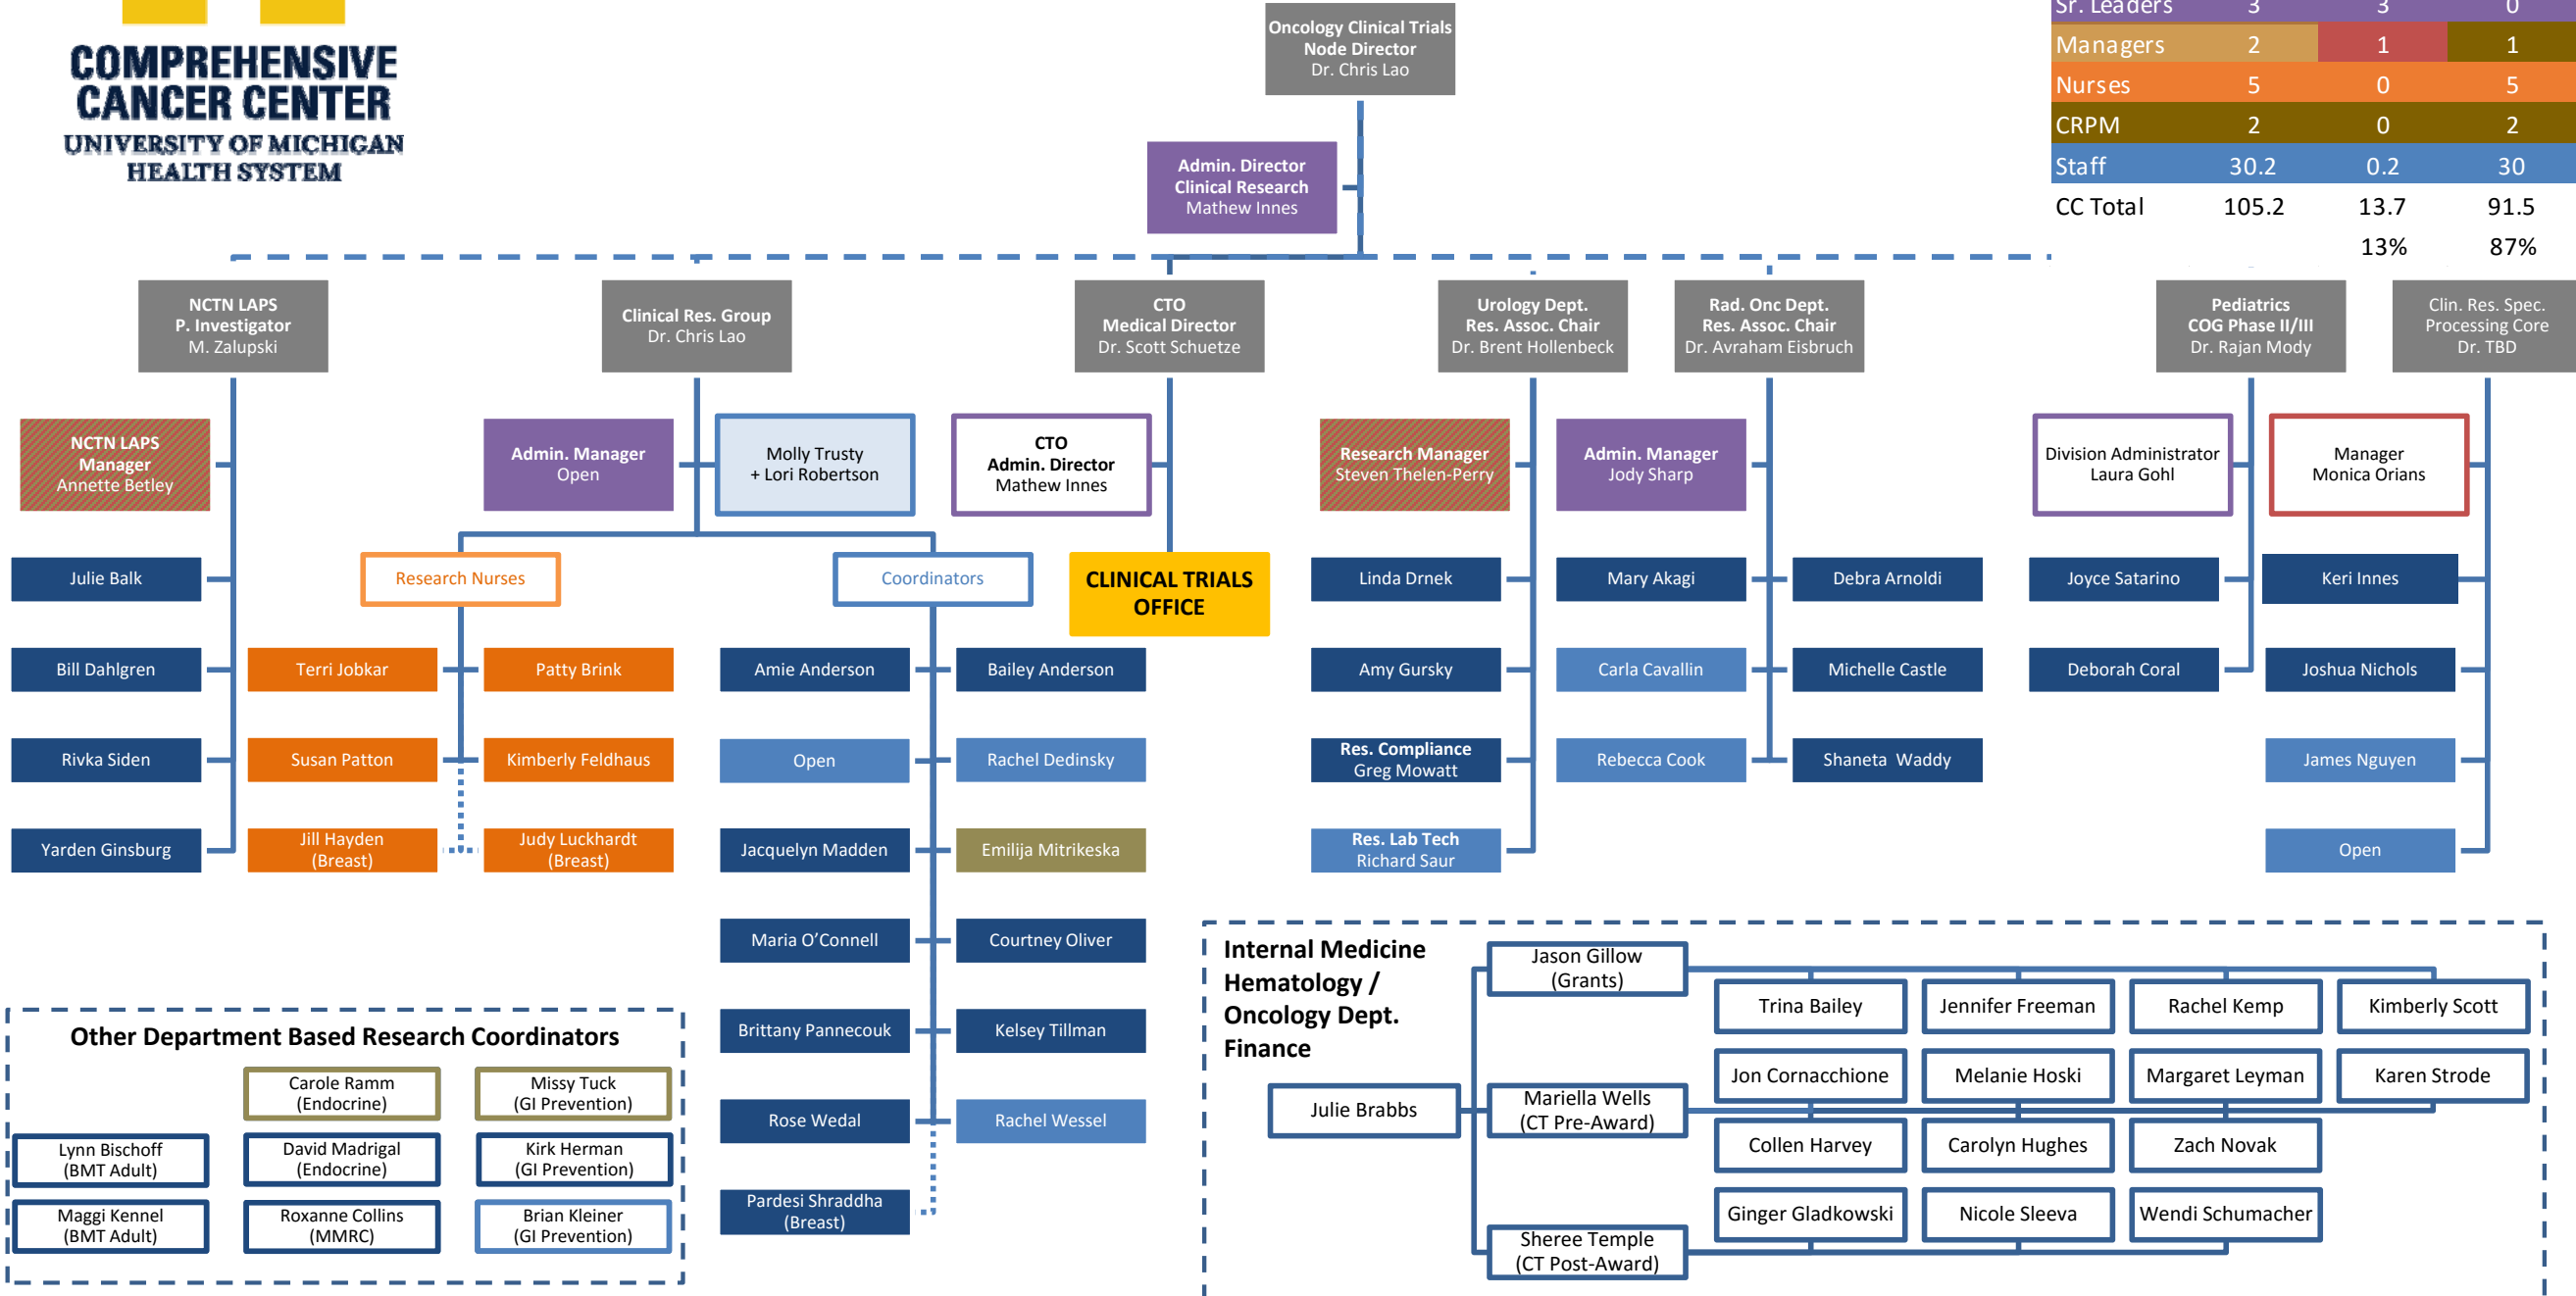 COMPREHENSIVE
CANCER CENTER
UNIVERSITY OF MICHIGAN
HEALTH SYSTEM
Oncology Clinical Trials
Node Director
Dr. Chris Lao
Admin. Director
Clinical Research
Mathew Innes
Sr. Leaders 3 3 0
Managers 2 1 1
Nurses 5 0 5
CRPM 2 0 2
Staff 30.2 0.2 30
CC Total 105.2 13.7 91.5
13% 87%
NCTN LAPS
P. Investigator
M. Zalupski
Clinical Res. Group
Dr. Chris Lao
CTO
Medical Director
Dr. Scott Schuetze
Urology Dept.
Res. Assoc. Chair
Dr. Brent Hollenbeck
Rad. Onc Dept.
Res. Assoc. Chair
Dr. Avraham Eisbruch
Pediatrics
COG Phase II/III
Dr. Rajan Mody
Clin. Res. Spec.
Processing Core
Dr. TBD
NCTN LAPS
Manager
Annette Betley
Admin. Manager
Open
Molly Trusty
+ Lori Robertson
CTO
Admin. Director
Mathew Innes
Research Manager
Steven Thelen-Perry
Admin. Manager
Jody Sharp
Division Administrator
Laura Gohl
Manager
Monica Orians
Julie Balk
Research Nurses
Coordinators
CLINICAL TRIALS
OFFICE
Linda Drnek
Mary Akagi
Debra Arnoldi
Joyce Satarino
Keri Innes
Bill Dahlgren
Terri Jobkar
Patty Brink
Amie Anderson
Bailey Anderson
Amy Gursky
Carla Cavallin
Michelle Castle
Deborah Coral
Joshua Nichols
Rivka Siden
Susan Patton
Kimberly Feldhaus
Open
Rachel Dedinsky
Res. Compliance
Greg Mowatt
Rebecca Cook
Shaneta Waddy
James Nguyen
Yarden Ginsburg
Jill Hayden
(Breast)
Judy Luckhardt
(Breast)
Jacquelyn Madden
Emilija Mitrikeska
Res. Lab Tech
Richard Saur
Open
Maria O’Connell
Courtney Oliver
Brittany Pannecouk
Kelsey Tillman
Rose Wedal
Rachel Wessel
Pardesi Shraddha
(Breast)
Other Department Based Research Coordinators
Carole Ramm
(Endocrine)
Missy Tuck
(GI Prevention)
Lynn Bischoff
(BMT Adult)
David Madrigal
(Endocrine)
Kirk Herman
(GI Prevention)
Maggi Kennel
(BMT Adult)
Roxanne Collins
(MMRC)
Brian Kleiner
(GI Prevention)
Internal Medicine
Hematology /
Oncology Dept.
Finance
Julie Brabbs
Jason Gillow
(Grants)
Trina Bailey
Jennifer Freeman
Rachel Kemp
Kimberly Scott
Mariella Wells
(CT Pre-Award)
Jon Cornacchione
Melanie Hoski
Margaret Leyman
Karen Strode
Collen Harvey
Carolyn Hughes
Zach Novak
Sheree Temple
(CT Post-Award)
Ginger Gladkowski
Nicole Sleeva
Wendi Schumacher